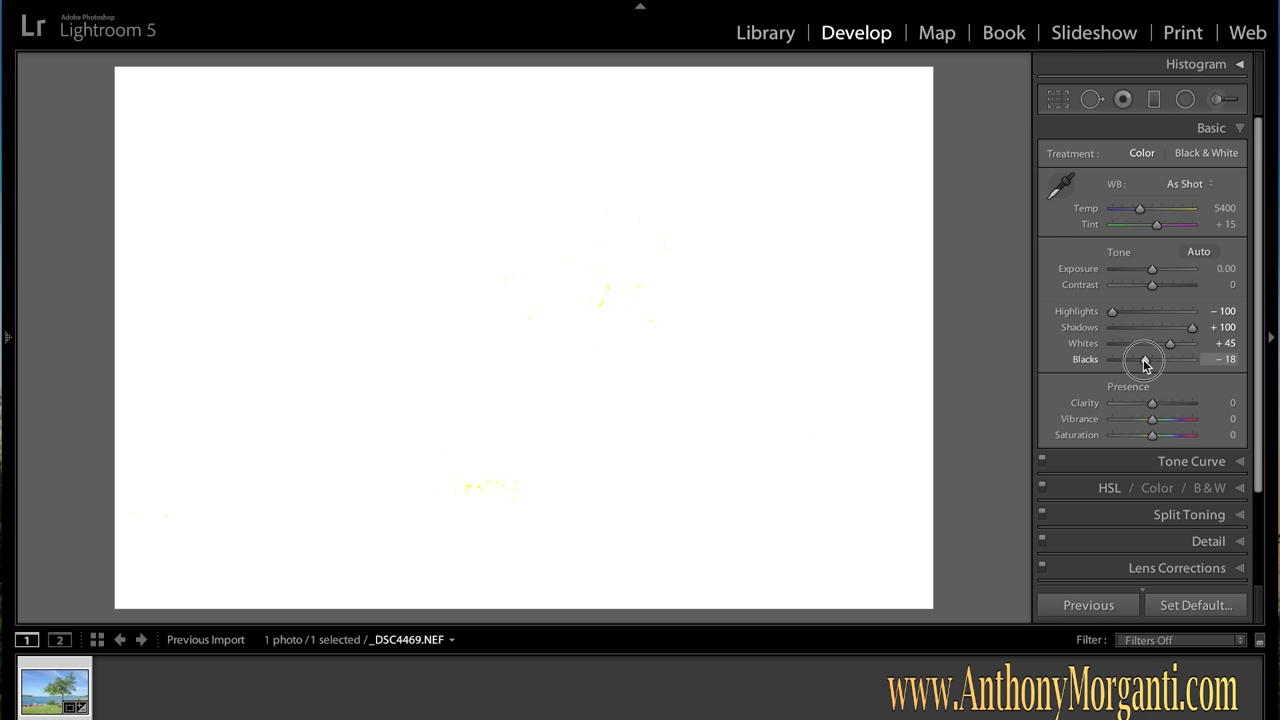 Lr
Adobe Photoshop
Lightroom 5
Library | Develop | Map | Book | Slideshow | Print | Web
Histogram
Basic
Treatment : Color | Black & White
WB: As Shot
Temp 5400
Tint + 15
Tone Auto
Exposure 0.00
Contrast 0
Highlights − 100
Shadows + 100
Whites + 45
Blacks − 18
Presence
Clarity 0
Vibrance 0
Saturation 0
Tone Curve
HSL / Color / B & W
Split Toning
Detail
Lens Corrections
Previous Set Default...
1 2 Previous Import 1 photo / 1 selected / _DSC4469.NEF Filter : Filters Off
www.AnthonyMorganti.com